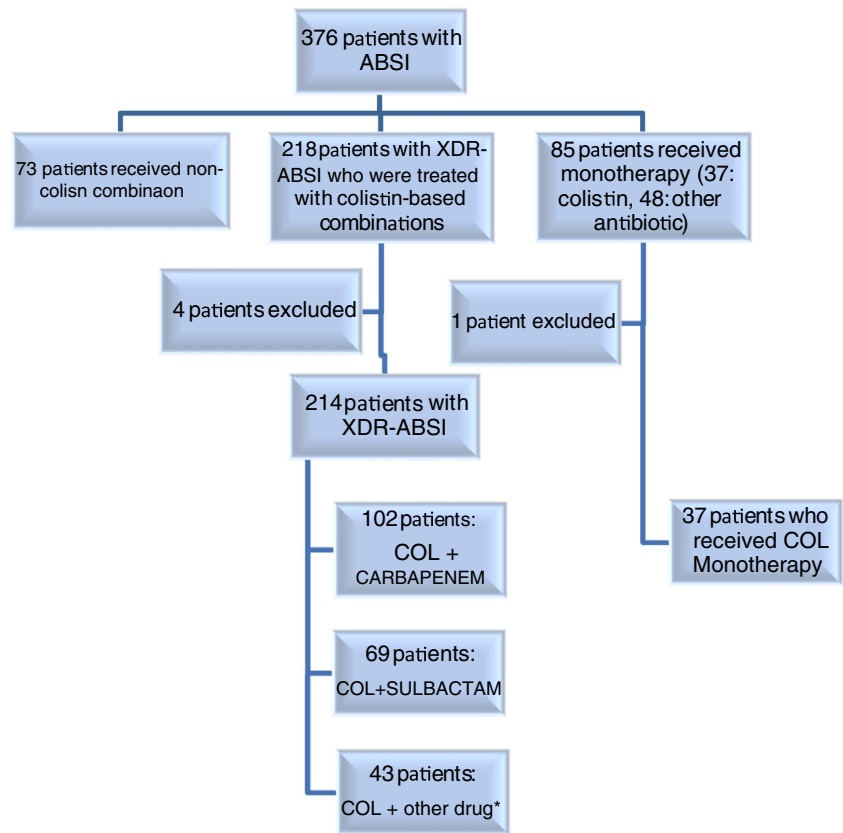 376 patients with
ABSI
73 patients received non-
colisn combinaon
218 patients with XDR-
ABSI who were treated
with colistin-based
combinations
85 patients received
monotherapy (37:
colistin, 48: other
antibiotic)
4 patients excluded
1 patient excluded
214 patients with
XDR-ABSI
102 patients:
COL +
CARBAPENEM
37 patients who
received COL
Monotherapy
69 patients:
COL+SULBACTAM
43 patients:
COL + other drug*